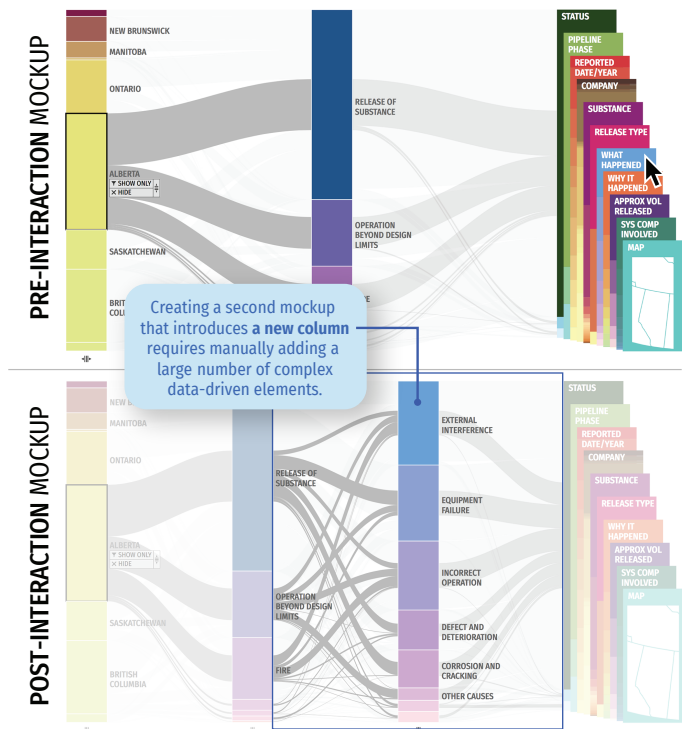 PRE-INTERACTION MOCKUP
NEW BRUNSWICK
MANITOBA
ONTARIO
ALBERTA
▼ SHOW ONLY
✕ HIDE
SASKATCHEWAN
BRIT
COL
RELEASE OF
SUBSTANCE
OPERATION
BEYOND DESIGN
LIMITS
STATUS
PIPELINE
PHASE
REPORTED
DATE/YEAR
COMPANY
SUBSTANCE
RELEASE TYPE
WHAT
HAPPENED
WHY IT
HAPPENED
APPROX VOL
RELEASED
SYS COMP
INVOLVED
MAP
Creating a second mockup
that introduces a new column
requires manually adding a
large number of complex
data-driven elements.
POST-INTERACTION MOCKUP
NEW B
MANITOBA
ONTARIO
ALBERTA
▼ SHOW ONLY
✕ HIDE
SASKATCHEWAN
BRITISH
COLUMBIA
RELEASE OF
SUBSTANCE
OPERATION
BEYOND DESIGN
LIMITS
FIRE
EXTERNAL
INTERFERENCE
EQUIPMENT
FAILURE
INCORRECT
OPERATION
DEFECT AND
DETERIORATION
CORROSION AND
CRACKING
OTHER CAUSES
STATUS
PIPELINE
PHASE
REPORTED
DATE/YEAR
COMPANY
SUBSTANCE
RELEASE TYPE
WHY IT
HAPPENED
APPROX VOL
RELEASED
SYS COMP
INVOLVED
MAP